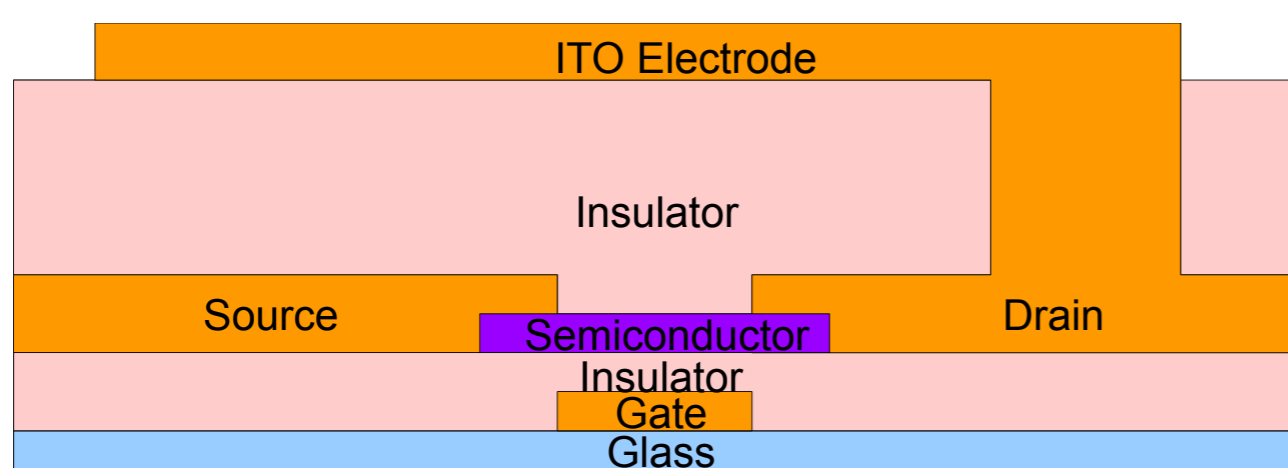 ITO Electrode
Insulator
Source
Drain
Semiconductor
Insulator
Gate
Glass